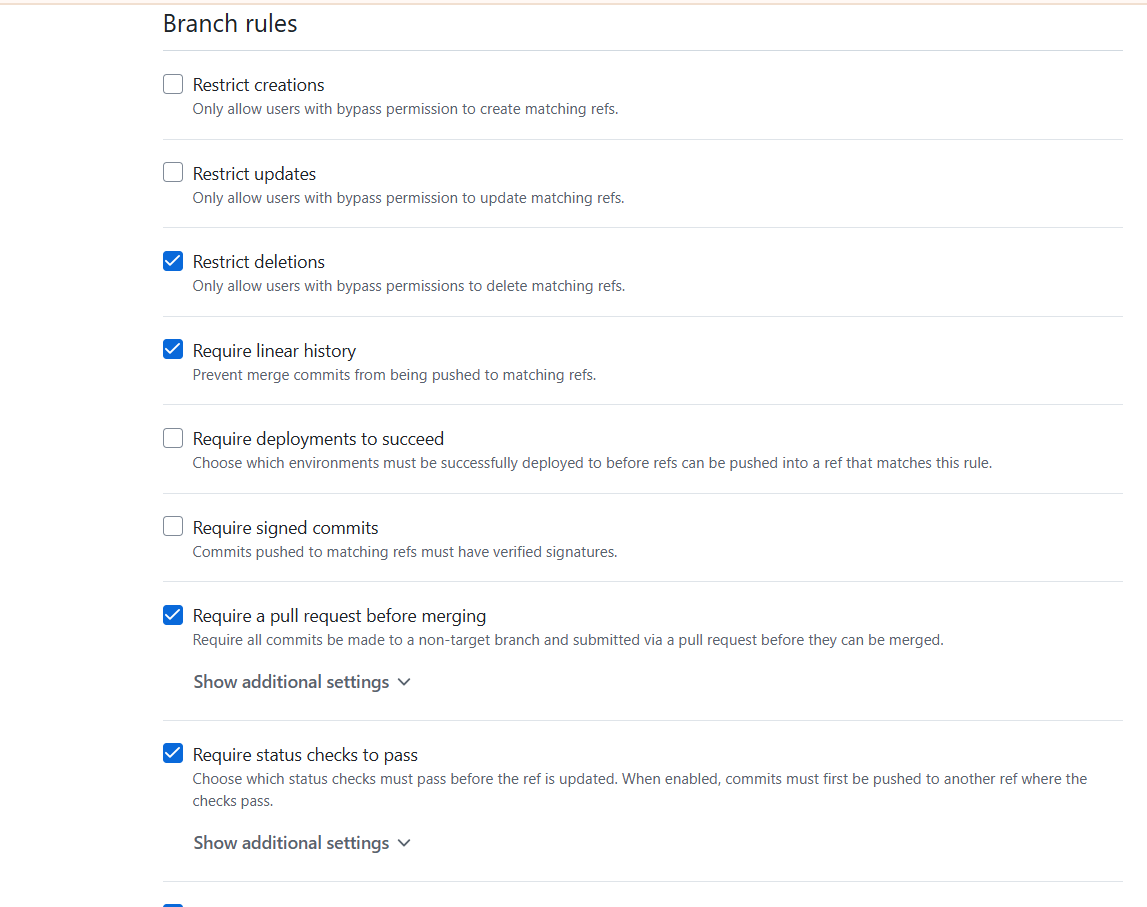 Branch rules
Restrict creations
Only allow users with bypass permission to create matching refs.
Restrict updates
Only allow users with bypass permission to update matching refs.
Restrict deletions
Only allow users with bypass permissions to delete matching refs.
Require linear history
Prevent merge commits from being pushed to matching refs.
Require deployments to succeed
Choose which environments must be successfully deployed to before refs can be pushed into a ref that matches this rule.
Require signed commits
Commits pushed to matching refs must have verified signatures.
Require a pull request before merging
Require all commits be made to a non-target branch and submitted via a pull request before they can be merged.
Show additional settings
Require status checks to pass
Choose which status checks must pass before the ref is updated. When enabled, commits must first be pushed to another ref where the
checks pass.
Show additional settings